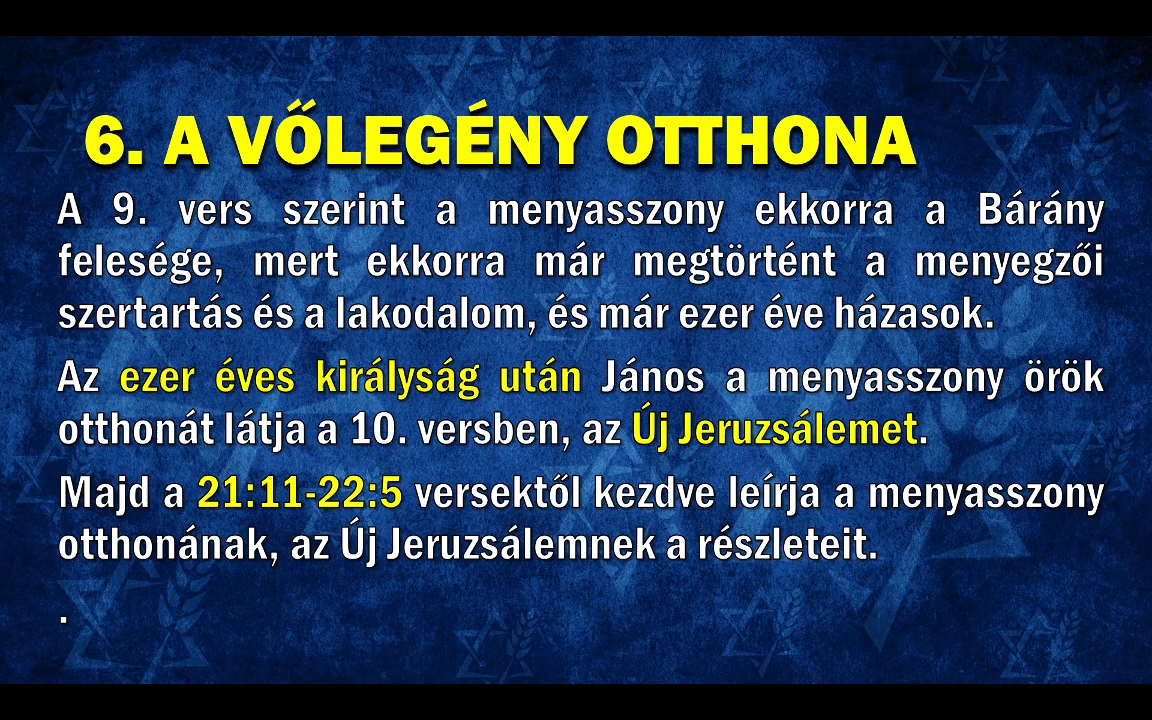 6. A VŐLEGÉNY OTTHONA
A 9. vers szerint a menyasszony ekkorra a Bárány
felesége, mert ekkorra már megtörtént a menyegzői
szertartás és a lakodalom, és már ezer éve házasok.
Az ezer éves királyság után János a menyasszony örök
otthonát látja a 10. versben, az Új Jeruzsálemet.
Majd a 21:11-22:5 versektől kezdve leírja a menyasszony
otthonának, az Új Jeruzsálemnek a részleteit.
.